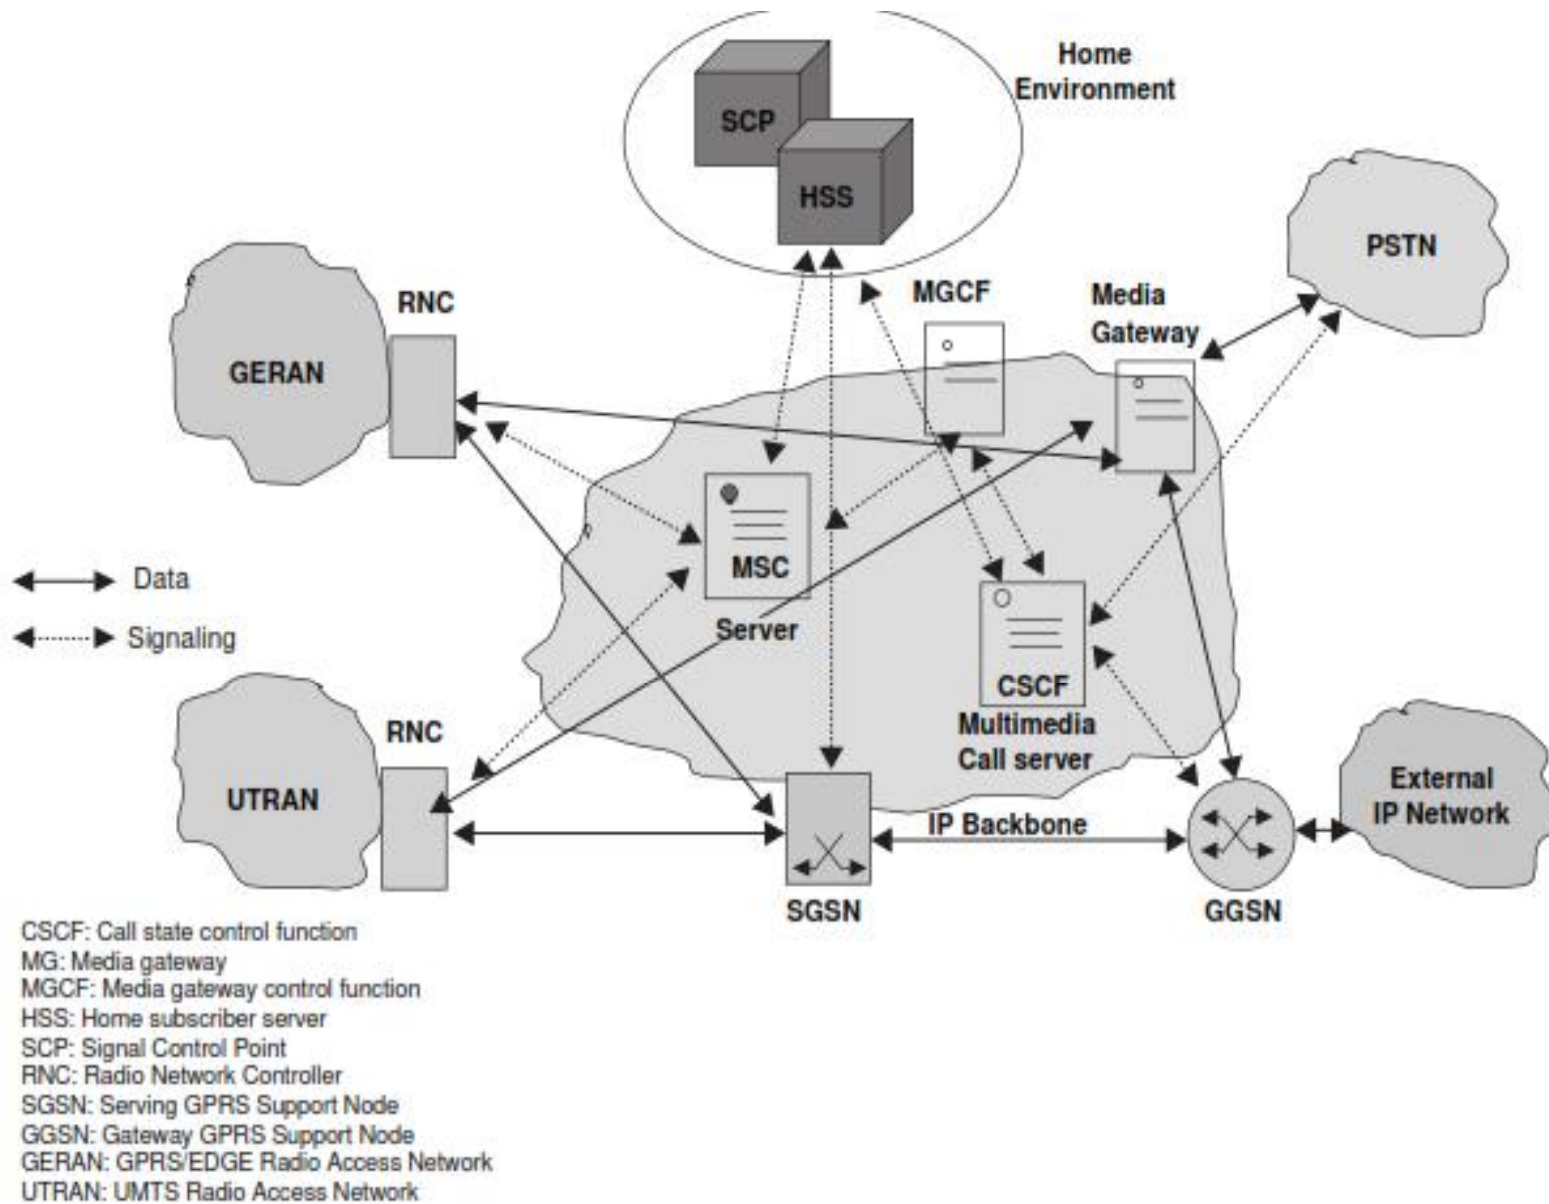 Home
Environment
SCP
HSS
PSTN
MGCF
Media
Gateway
RNC
GERAN
MSC
Server
Data
Signaling
CSCF
Multimedia
Call server
RNC
UTRAN
External
IP Network
IP Backbone
SGSN
GGSN
CSCF: Call state control function
MG: Media gateway
MGCF: Media gateway control function
HSS: Home subscriber server
SCP: Signal Control Point
RNC: Radio Network Controller
SGSN: Serving GPRS Support Node
GGSN: Gateway GPRS Support Node
GERAN: GPRS/EDGE Radio Access Network
UTRAN: UMTS Radio Access Network